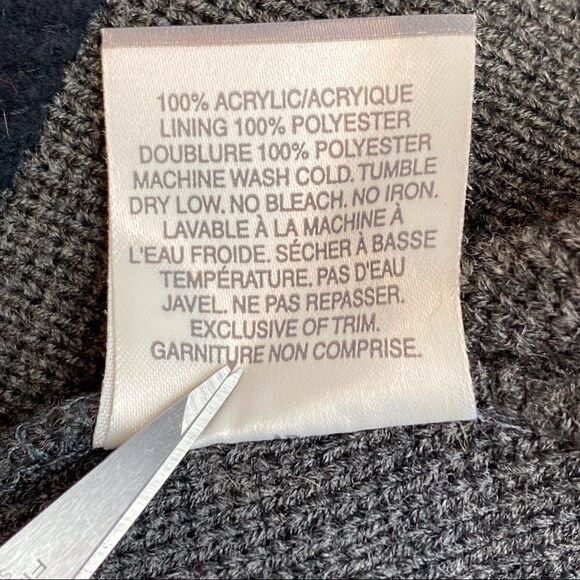 100% ACRYLIC/ACRYIQUE
LINING 100% POLYESTER
DOUBLURE 100% POLYESTER
MACHINE WASH COLD. TUMBLE
DRY LOW. NO BLEACH. NO IRON.
LAVABLE À LA MACHINE À
L'EAU FROIDE. SÉCHER À BASSE
TEMPÉRATURE. PAS D'EAU
JAVEL. NE PAS REPASSER.
EXCLUSIVE OF TRIM.
GARNITURE NON COMPRISE.